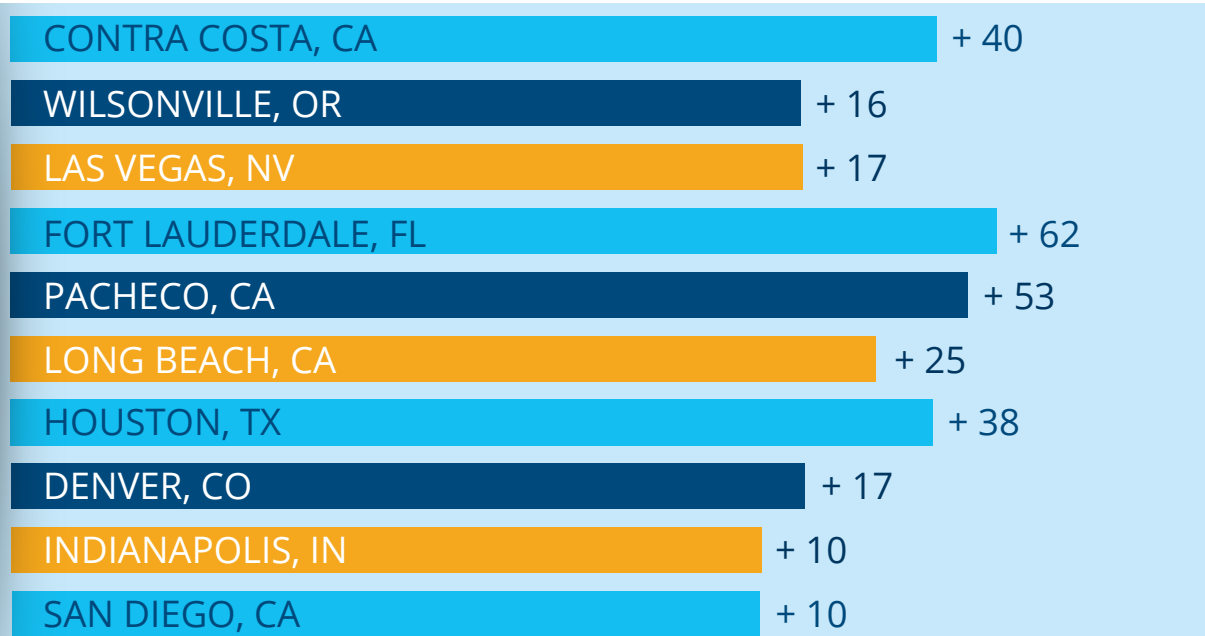 CONTRA COSTA, CA + 40
WILSONVILLE, OR + 16
LAS VEGAS, NV + 17
FORT LAUDERDALE, FL + 62
PACHECO, CA + 53
LONG BEACH, CA + 25
HOUSTON, TX + 38
DENVER, CO + 17
INDIANAPOLIS, IN + 10
SAN DIEGO, CA + 10